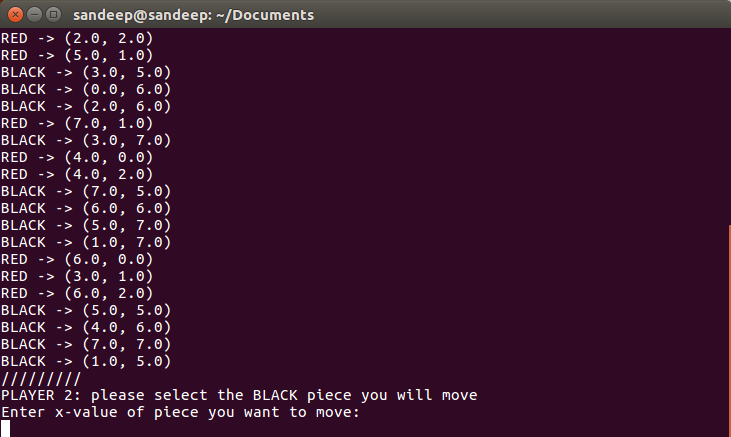 sandeep@sandeep: ~/Documents
RED -> (2.0, 2.0)
RED -> (5.0, 1.0)
BLACK -> (3.0, 5.0)
BLACK -> (0.0, 6.0)
BLACK -> (2.0, 6.0)
RED -> (7.0, 1.0)
BLACK -> (3.0, 7.0)
RED -> (4.0, 0.0)
RED -> (4.0, 2.0)
BLACK -> (7.0, 5.0)
BLACK -> (6.0, 6.0)
BLACK -> (5.0, 7.0)
BLACK -> (1.0, 7.0)
RED -> (6.0, 0.0)
RED -> (3.0, 1.0)
RED -> (6.0, 2.0)
BLACK -> (5.0, 5.0)
BLACK -> (4.0, 6.0)
BLACK -> (7.0, 7.0)
BLACK -> (1.0, 5.0)
/////////
PLAYER 2: please select the BLACK piece you will move
Enter x-value of piece you want to move: